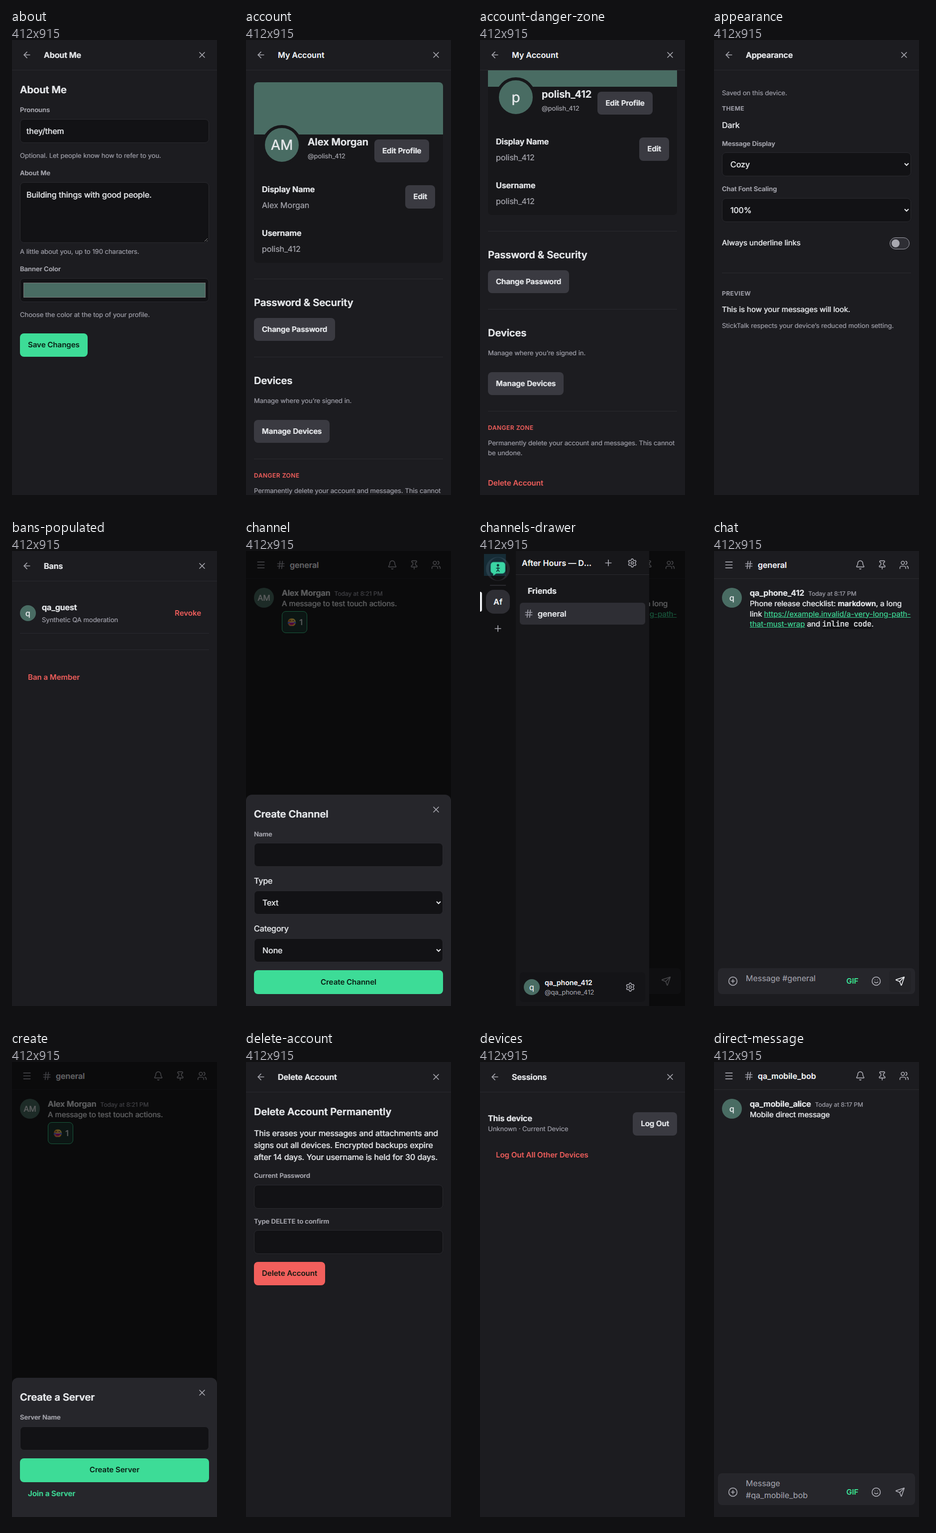 about
412x915
About Me
About Me
Pronouns
they/them
Optional. Let people know how to refer to you.
About Me
Building things with good people.
A little about you, up to 190 characters.
Banner Color
Choose the color at the top of your profile.
Save Changes
account
412x915
My Account
AM
Alex Morgan
@polish_412
Edit Profile
Display Name
Alex Morgan
Edit
Username
polish_412
Password & Security
Change Password
Devices
Manage where you're signed in.
Manage Devices
DANGER ZONE
Permanently delete your account and messages. This cannot
account-danger-zone
412x915
My Account
p
polish_412
@polish_412
Edit Profile
Display Name
polish_412
Edit
Username
polish_412
Password & Security
Change Password
Devices
Manage where you're signed in.
Manage Devices
DANGER ZONE
Permanently delete your account and messages. This cannot
be undone.
Delete Account
appearance
412x915
Appearance
Saved on this device.
THEME
Dark
Message Display
Cozy
Chat Font Scaling
100%
Always underline links
PREVIEW
This is how your messages will look.
StickTalk respects your device's reduced motion setting.
bans-populated
412x915
Bans
q
qa_guest
Synthetic QA moderation
Revoke
Ban a Member
channel
412x915
# general
AM
Alex Morgan Today at 8:21 PM
A message to test touch actions.
1
Create Channel
Name
Type
Text
Category
None
Create Channel
channels-drawer
412x915
After Hours — D...
Af
Friends
# general
long
-path-
q
qa_phone_412
@qa_phone_412
chat
412x915
# general
q
qa_phone_412 Today at 8:17 PM
Phone release checklist: markdown, a long
link https://example.invalid/a-very-long-path-
that-must-wrap and inline code.
Message #general
GIF
create
412x915
# general
AM
Alex Morgan Today at 8:21 PM
A message to test touch actions.
1
Create a Server
Server Name
Create Server
Join a Server
delete-account
412x915
Delete Account
Delete Account Permanently
This erases your messages and attachments and
signs out all devices. Encrypted backups expire
after 14 days. Your username is held for 30 days.
Current Password
Type DELETE to confirm
Delete Account
devices
412x915
Sessions
This device
Unknown · Current Device
Log Out
Log Out All Other Devices
direct-message
412x915
# qa_mobile_bob
q
qa_mobile_alice Today at 8:17 PM
Mobile direct message
Message
#qa_mobile_bob
GIF